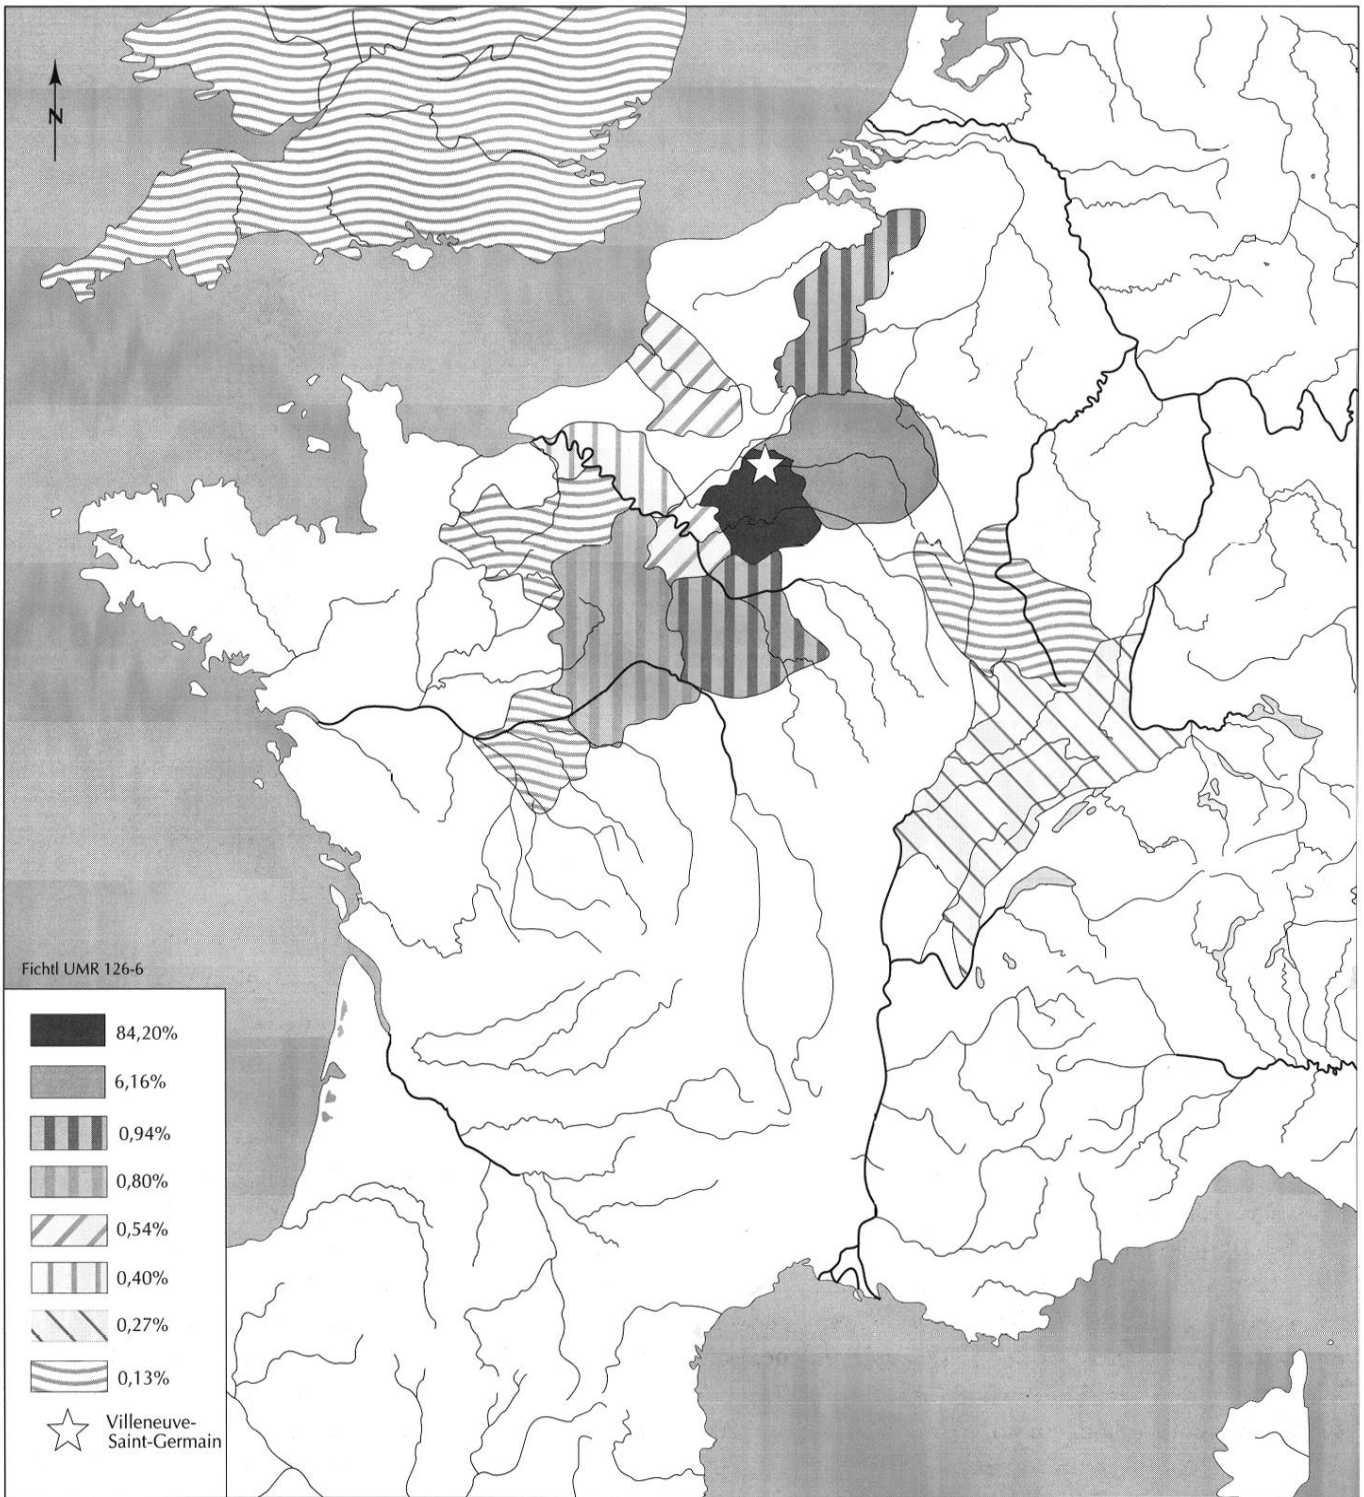 N
Fichtl UMR 126-6
84,20%
6,16%
0,94%
0,80%
0,54%
0,40%
0,27%
0,13%
Villeneuve-
Saint-Germain